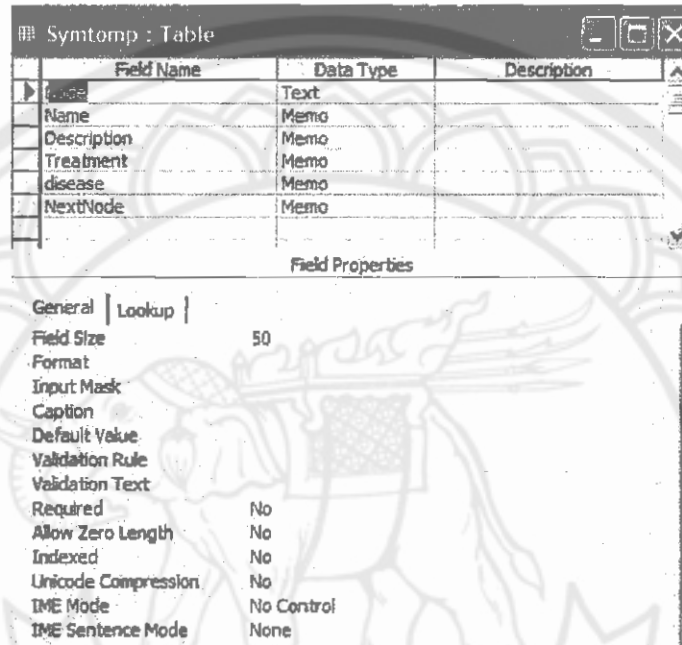 Symtomp : Table
Field Name Data Type Description
Text
Name Memo
Description Memo
Treatment Memo
disease Memo
NextNode Memo
Field Properties
General Lookup
Field Size 50
Format
Input Mask
Caption
Default Value
Validation Rule
Validation Text
Required No
Allow Zero Length No
Indexed No
Unicode Compression No
IME Mode No Control
IME Sentence Mode None